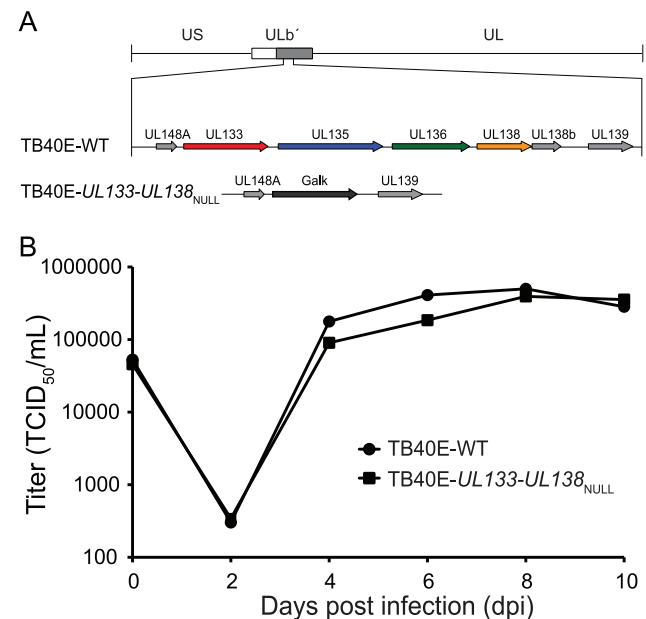 A
US ULb´ UL
TB40E-WT
UL148A UL133 UL135 UL136 UL138 UL138b UL139
TB40E-UL133-UL138NULL
UL148A Galk UL139
B
Titer (TCID50/mL)
1000000
100000
10000
1000
100
TB40E-WT
TB40E-UL133-UL138NULL
0 2 4 6 8 10
Days post infection (dpi)